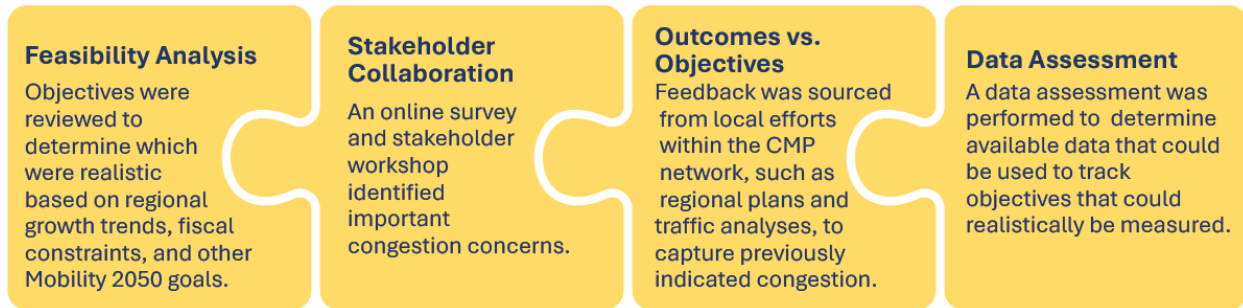 Feasibility Analysis
Objectives were
reviewed to
determine which
were realistic
based on regional
growth trends, fiscal
constraints, and other
Mobility 2050 goals.
Stakeholder
Collaboration
An online survey
and stakeholder
workshop
identified
important
congestion concerns.
Outcomes vs.
Objectives
Feedback was sourced
from local efforts
within the CMP
network, such as
regional plans and
traffic analyses, to
capture previously
indicated congestion.
Data Assessment
A data assessment was
performed to determine
available data that could
be used to track
objectives that could
realistically be measured.